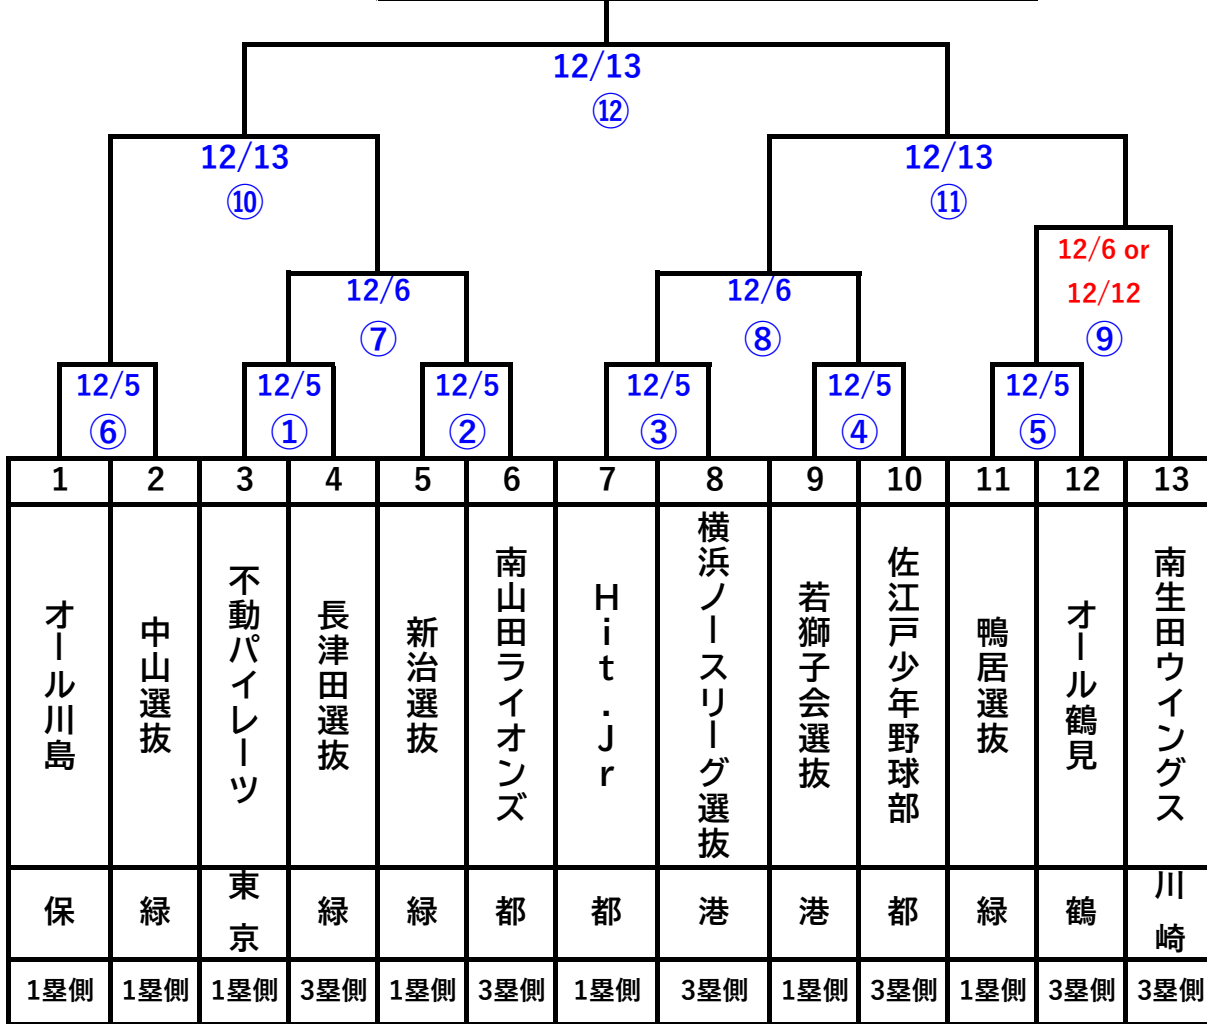 12/13
⑫
12/13
⑩
12/13
⑪
12/6 or
12/12
⑨
12/6
⑦
12/6
⑧
12/5
⑥
12/5
①
12/5
②
12/5
③
12/5
④
12/5
⑤
1 2 3 4 5 6 7 8 9 10 11 12 13
オール川島
中山選抜
不動パイレーツ
長津田選抜
新治選抜
南山田ライオンズ
Hit.Jr
横浜ノースリーグ選抜
若獅子会選抜
佐江戸少年野球部
鴨居選抜
オール鶴見
南生田ウイングス
保 緑 東京 緑 緑 都 都 港 港 都 緑 鶴 川崎
1塁側 1塁側 1塁側 3塁側 1塁側 3塁側 1塁側 3塁側 1塁側 3塁側 1塁側 3塁側 3塁側